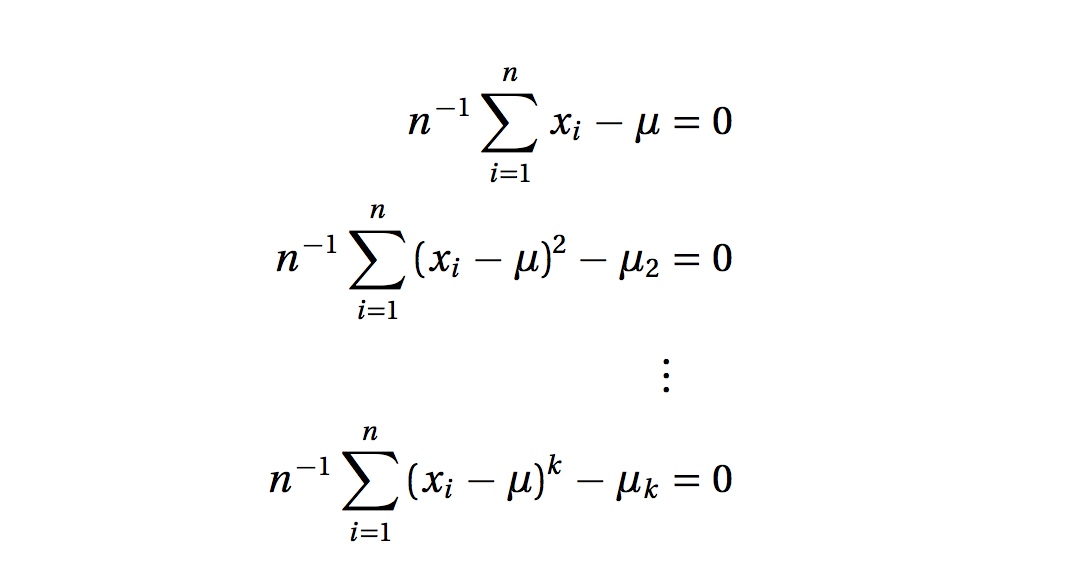 $n^{-1} \sum_{i=1}^{n} x_i - \mu = 0$
$n^{-1} \sum_{i=1}^{n} (x_i - \mu)^2 - \mu_2 = 0$
⋮
$n^{-1} \sum_{i=1}^{n} (x_i - \mu)^k - \mu_k = 0$